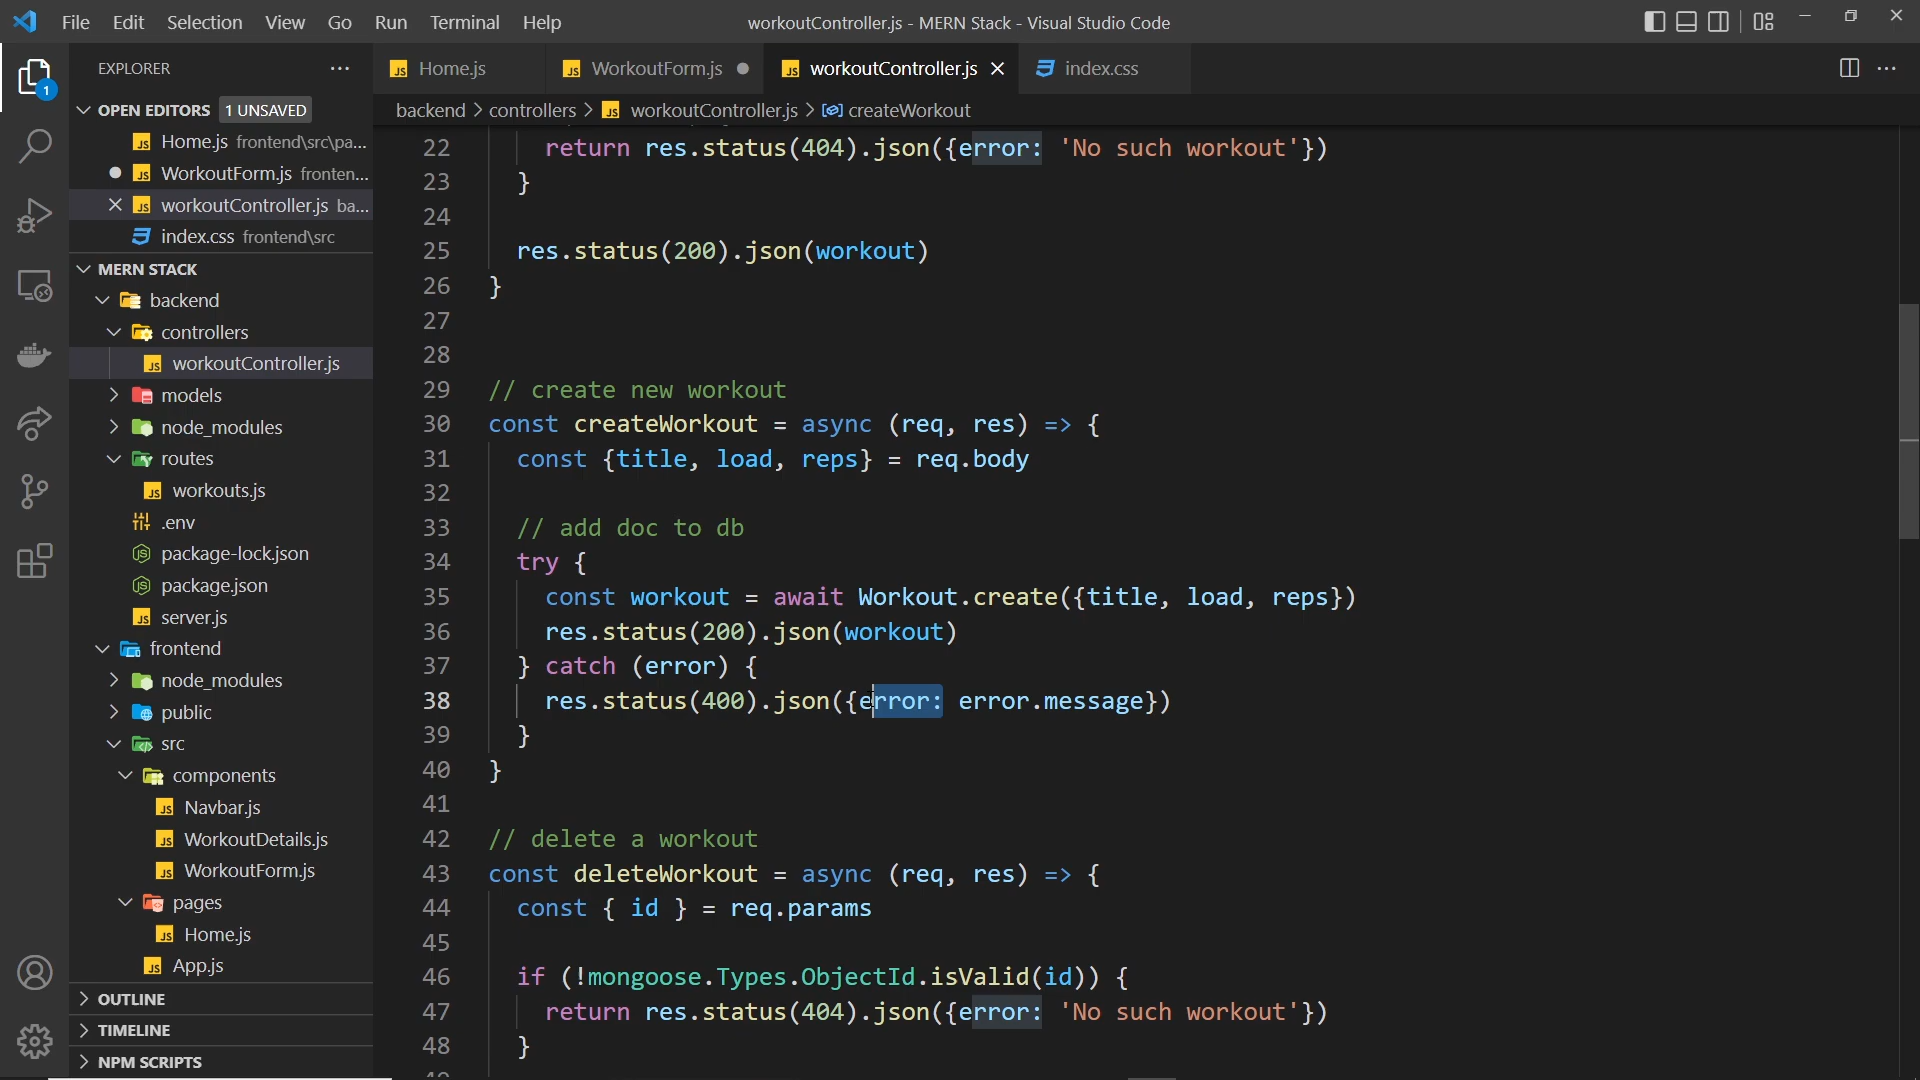 File Edit Selection View Go Run Terminal Help
workoutController.js - MERN Stack - Visual Studio Code
EXPLORER
OPEN EDITORS 1 UNSAVED
Home.js frontend\src\pa...
WorkoutForm.js fronten...
workoutController.js ba...
index.css frontend\src
MERN STACK
backend
controllers
workoutController.js
models
node_modules
routes
workouts.js
.env
package-lock.json
package.json
server.js
frontend
node_modules
public
src
components
Navbar.js
WorkoutDetails.js
WorkoutForm.js
pages
Home.js
App.js
OUTLINE
TIMELINE
NPM SCRIPTS
1
Home.js WorkoutForm.js workoutController.js index.css
backend > controllers > workoutController.js > createWorkout
22 return res.status(404).json({error: 'No such workout'})
23 }
24
25 res.status(200).json(workout)
26 }
27
28
29 // create new workout
30 const createWorkout = async (req, res) => {
31 const {title, load, reps} = req.body
32
33 // add doc to db
34 try {
35 const workout = await Workout.create({title, load, reps})
36 res.status(200).json(workout)
37 } catch (error) {
38 res.status(400).json({error: error.message})
39 }
40 }
41
42 // delete a workout
43 const deleteWorkout = async (req, res) => {
44 const { id } = req.params
45
46 if (!mongoose.Types.ObjectId.isValid(id)) {
47 return res.status(404).json({error: 'No such workout'})
48 }